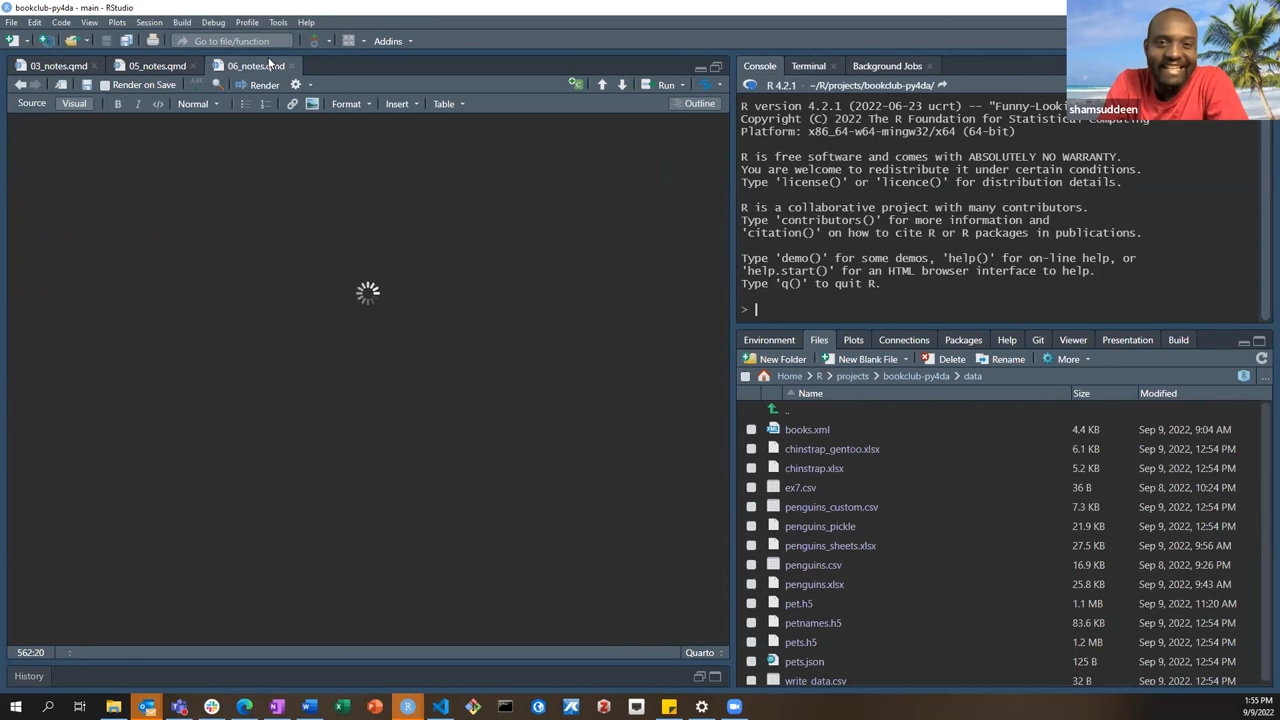 bookclub-py4da - main - RStudio
File Edit Code View Plots Session Build Debug Profile Tools Help
Go to file/function Addins
03_notes.qmd 05_notes.qmd 06_notes.qmd
Render on Save Render Run
Source Visual B I </> Normal Format Insert Table Outline
562:20 Quarto
History
Console Terminal Background Jobs
R 4.2.1 · ~/R/projects/bookclub-py4da/
R version 4.2.1 (2022-06-23 ucrt) -- "Funny-Looki
Copyright (C) 2022 The R Foundation for Statistical Computing
Platform: x86_64-w64-mingw32/x64 (64-bit)
R is free software and comes with ABSOLUTELY NO WARRANTY.
You are welcome to redistribute it under certain conditions.
Type 'license()' or 'licence()' for distribution details.
R is a collaborative project with many contributors.
Type 'contributors()' for more information and
'citation()' on how to cite R or R packages in publications.
Type 'demo()' for some demos, 'help()' for on-line help, or
'help.start()' for an HTML browser interface to help.
Type 'q()' to quit R.
>
shamsuddeen
Environment Files Plots Connections Packages Help Git Viewer Presentation Build
New Folder New Blank File Delete Rename More
Home R projects bookclub-py4da data ...
Name Size Modified
..
books.xml 4.4 KB Sep 9, 2022, 9:04 AM
chinstrap_gentoo.xlsx 6.1 KB Sep 9, 2022, 12:54 PM
chinstrap.xlsx 5.2 KB Sep 9, 2022, 12:54 PM
ex7.csv 36 B Sep 8, 2022, 10:24 PM
penguins_custom.csv 7.3 KB Sep 9, 2022, 12:54 PM
penguins_pickle 21.9 KB Sep 9, 2022, 12:54 PM
penguins_sheets.xlsx 27.5 KB Sep 9, 2022, 9:56 AM
penguins.csv 16.9 KB Sep 8, 2022, 9:26 PM
penguins.xlsx 25.8 KB Sep 9, 2022, 9:43 AM
pet.h5 1.1 MB Sep 9, 2022, 11:20 AM
petnames.h5 83.6 KB Sep 9, 2022, 12:54 PM
pets.h5 1.2 MB Sep 9, 2022, 12:54 PM
pets.json 125 B Sep 9, 2022, 12:54 PM
write_data.csv 32 B Sep 9, 2022, 12:54 PM
1:55 PM
9/9/2022